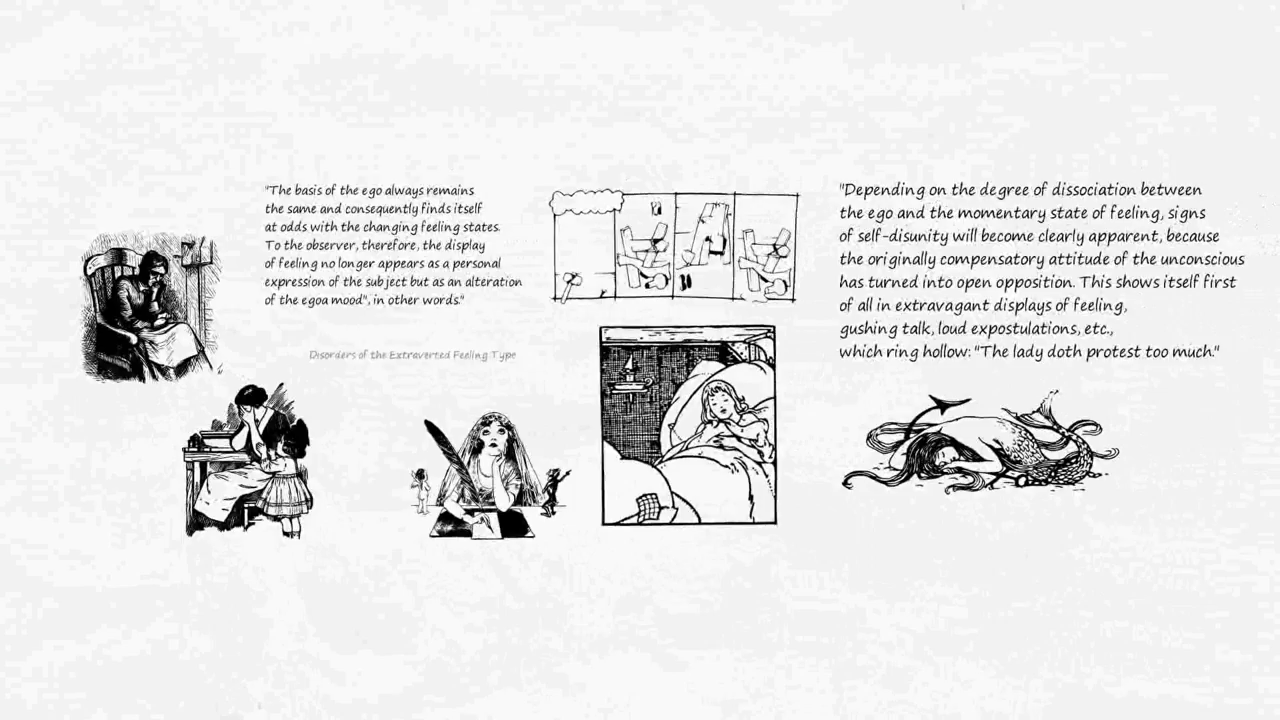 "The basis of the ego always remains
the same and consequently finds itself
at odds with the changing feeling states.
To the observer, therefore, the display
of feeling no longer appears as a personal
expression of the subject but as an alteration
of the egoa mood", in other words."
Disorders of the Extraverted Feeling Type
"Depending on the degree of dissociation between
the ego and the momentary state of feeling, signs
of self-disunity will become clearly apparent, because
the originally compensatory attitude of the unconscious
has turned into open opposition. This shows itself first
of all in extravagant displays of feeling,
gushing talk, loud expostulations, etc.,
which ring hollow: "The lady doth protest too much."